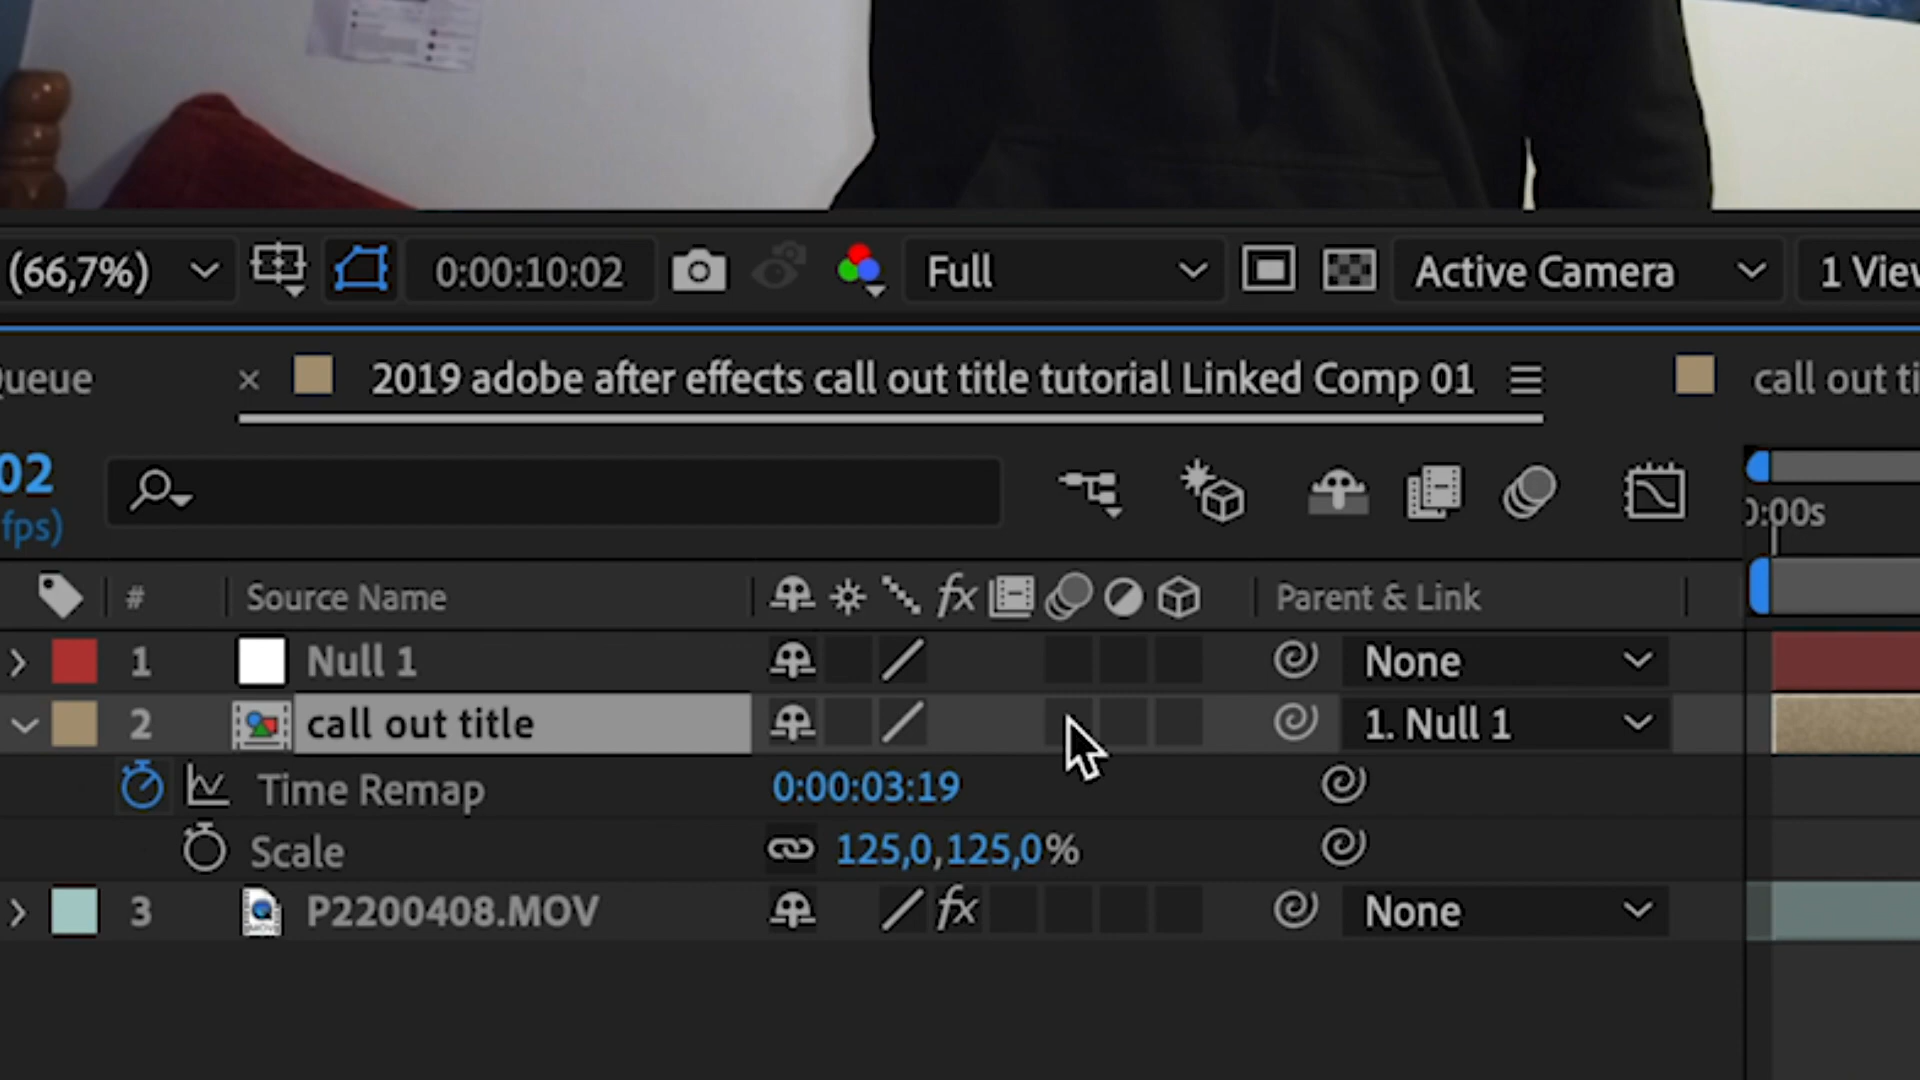 (66,7%) 0:00:10:02 Full Active Camera 1 View
Queue 2019 adobe after effects call out title tutorial Linked Comp 01 call out ti
02
fps) 0:00s
# Source Name fx Parent & Link
1 Null 1 None
2 call out title 1. Null 1
Time Remap 0:00:03:19
Scale 125,0,125,0%
3 P2200408.MOV fx None